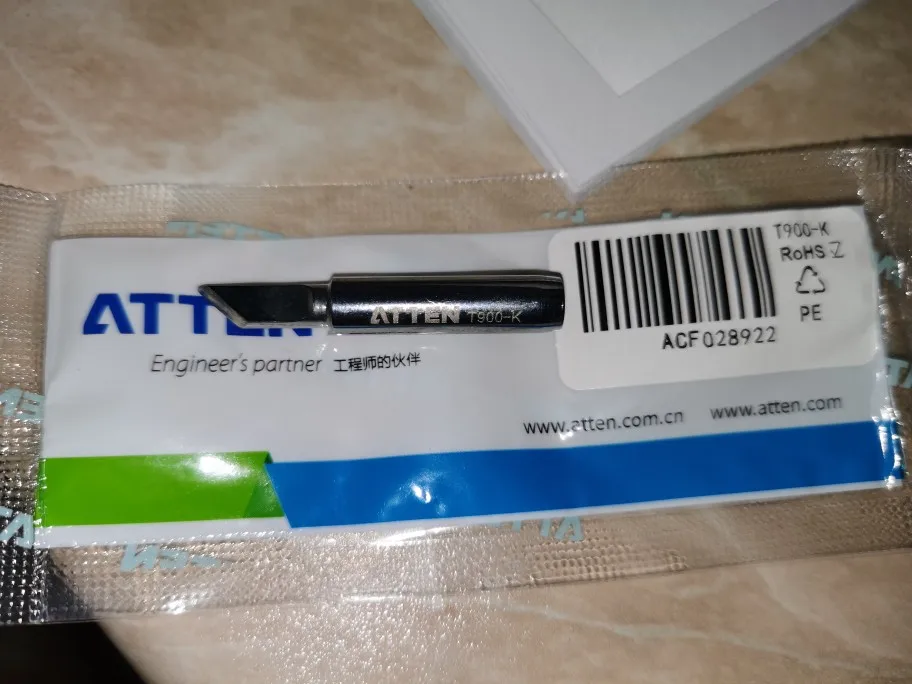 T900-K
RoHS
PE
ACF028922
ATTEN
ATTEN T900-K
Engineer's partner 工程师的伙伴
www.atten.com.cn www.atten.com